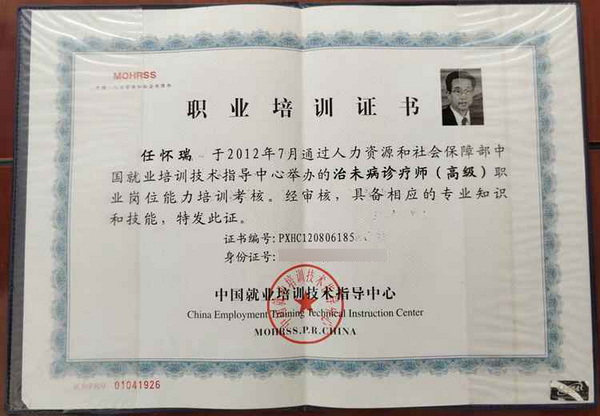 MOHRSS
职业培训证书
任怀瑞 于2012年7月通过人力资源和社会保障部中
国就业培训技术指导中心举办的治未病诊疗师（高级）职
业岗位能力培训考核。经审核，具备相应的专业知识
和技能，特发此证。
证书编号：PXHC120806185
身份证号：
中国就业培训技术指导中心
China Employment Training Technical Instruction Center
MOHRSS.P.R.CHINA
01041926